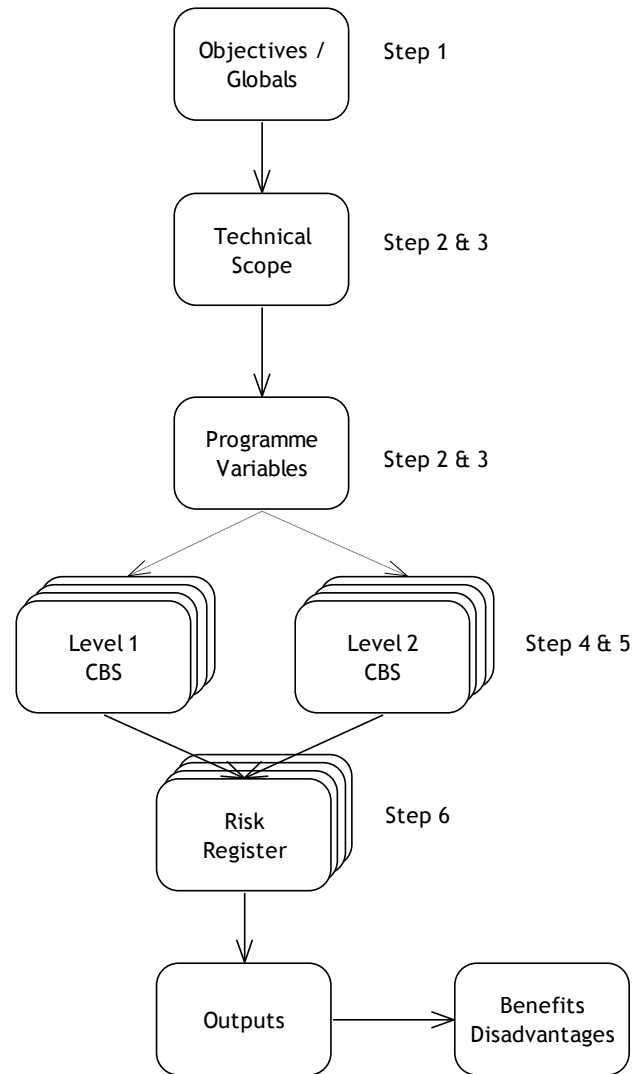 Objectives /
Globals
Step 1
Technical
Scope
Step 2 & 3
Programme
Variables
Step 2 & 3
Level 1
CBS
Level 2
CBS
Step 4 & 5
Risk
Register
Step 6
Outputs
Benefits
Disadvantages